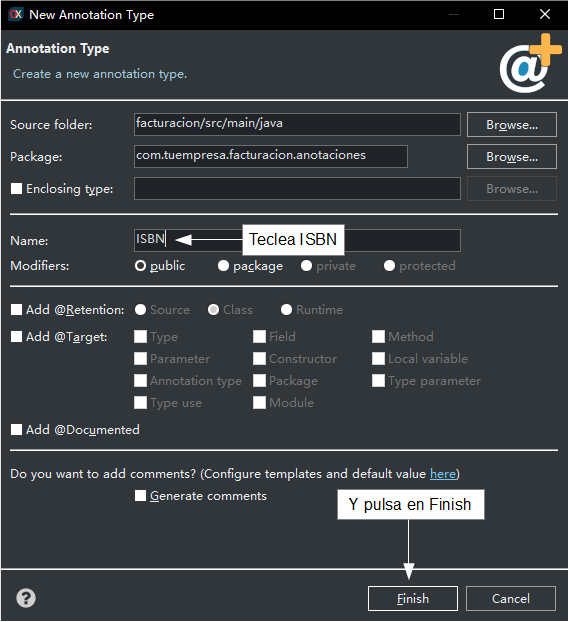 New Annotation Type
Annotation Type
Create a new annotation type.
Source folder: facturacion/src/main/java Browse...
Package: com.tuempresa.facturacion.anotaciones Browse...
Enclosing type: Browse...
Name: ISBN Teclea ISBN
Modifiers: public package private protected
Add @Retention: Source Class Runtime
Add @Target: Type Field Method
Parameter Constructor Local variable
Annotation type Package Type parameter
Type use Module
Add @Documented
Do you want to add comments? (Configure templates and default value here)
Generate comments
Y pulsa en Finish
Finish Cancel